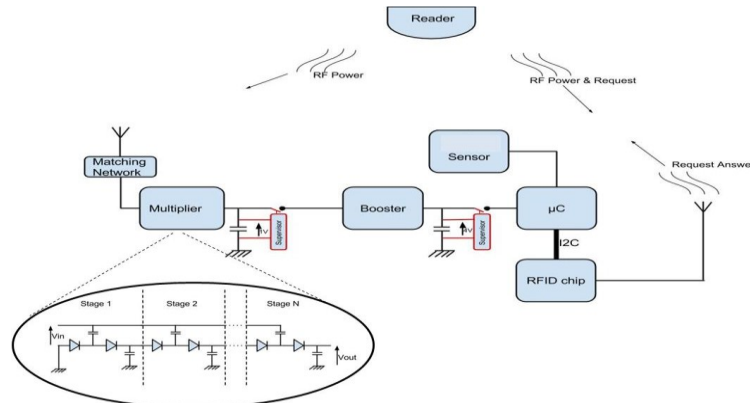 Reader
RF Power
RF Power & Request
Sensor
Request Answer
Matching
Network
Multiplier
Supervisor
Booster
Supervisor
µC
I2C
RFID chip
Stage 1
Stage 2
Stage N
Vin
Vout